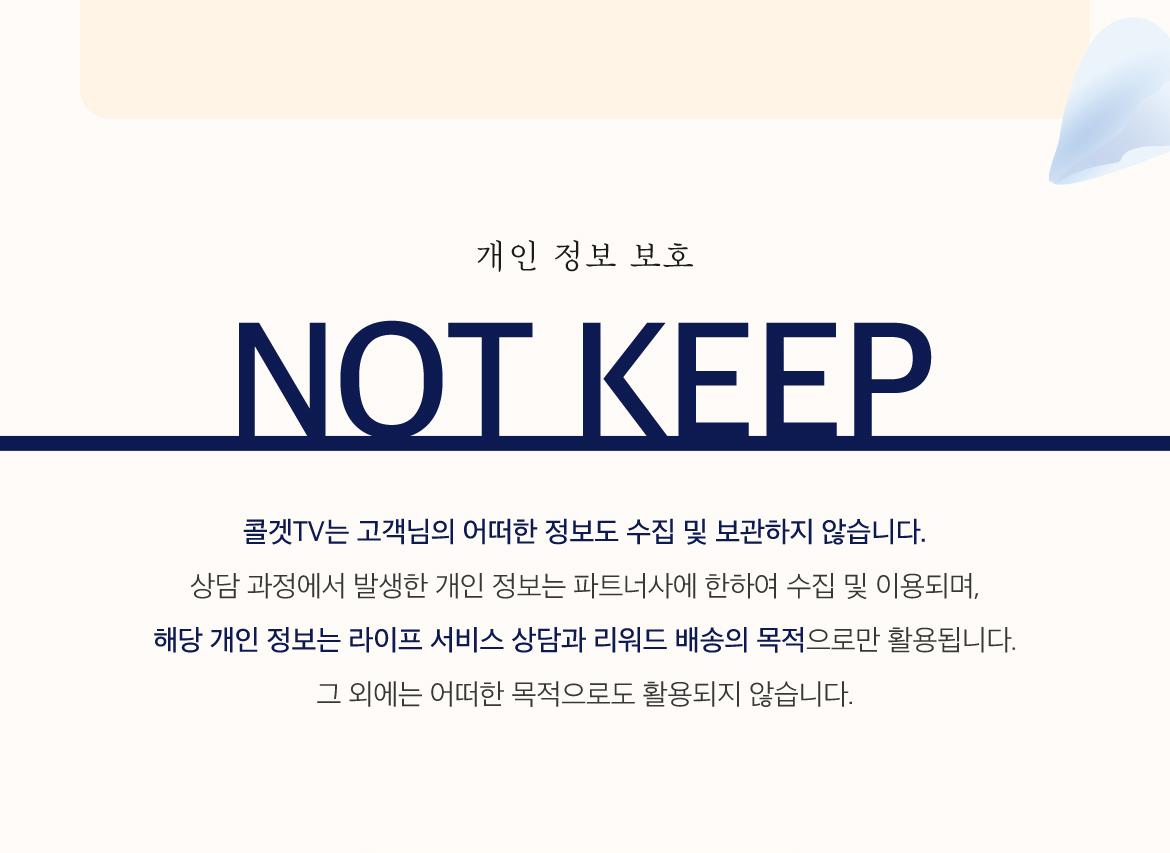 개인 정보 보호
NOT KEEP
콜겟TV는 고객님의 어떠한 정보도 수집 및 보관하지 않습니다.
상담 과정에서 발생한 개인 정보는 파트너사에 한하여 수집 및 이용되며,
해당 개인 정보는 라이프 서비스 상담과 리워드 배송의 목적으로만 활용됩니다.
그 외에는 어떠한 목적으로도 활용되지 않습니다.